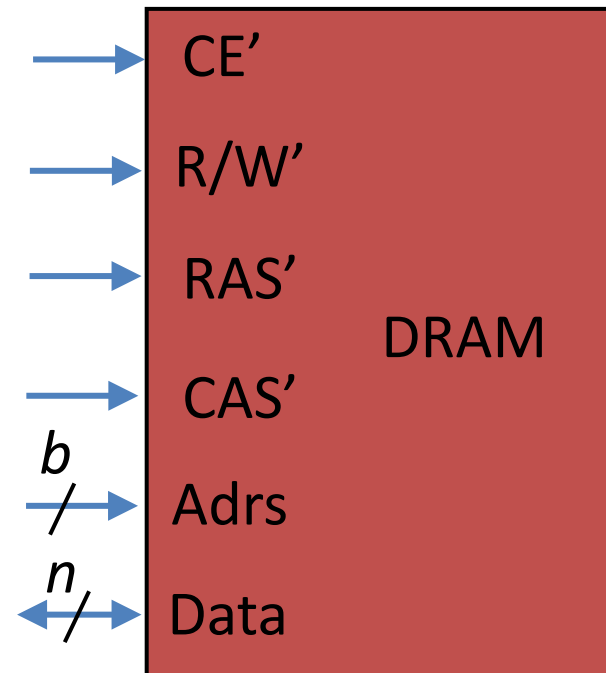 CE’
R/W’
RAS’
DRAM
CAS’
b
Adrs
n
Data